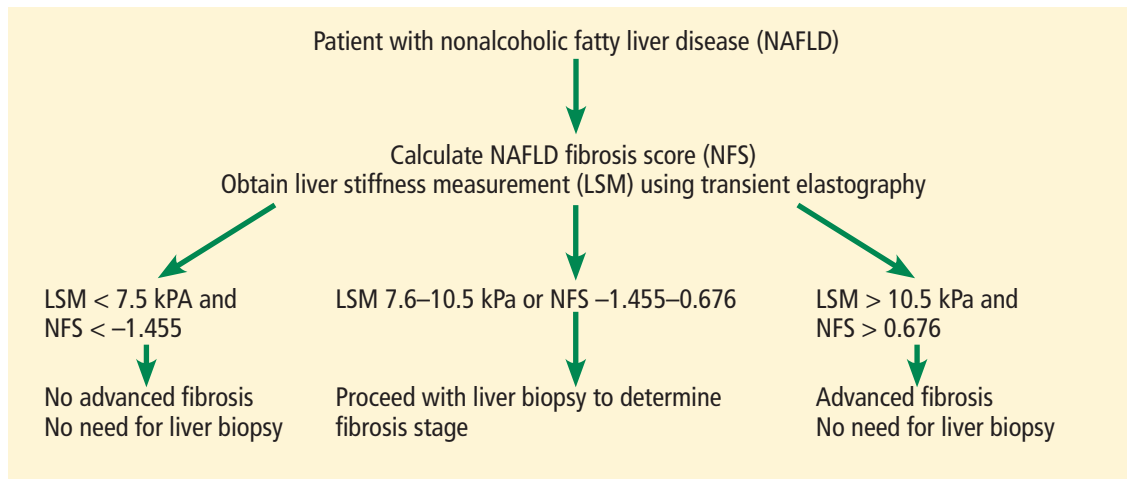 Patient with nonalcoholic fatty liver disease (NAFLD)
Calculate NAFLD fibrosis score (NFS)
Obtain liver stiffness measurement (LSM) using transient elastography
LSM < 7.5 kPA and
NFS < –1.455
LSM 7.6–10.5 kPa or NFS –1.455–0.676
LSM > 10.5 kPa and
NFS > 0.676
No advanced fibrosis
No need for liver biopsy
Proceed with liver biopsy to determine
fibrosis stage
Advanced fibrosis
No need for liver biopsy